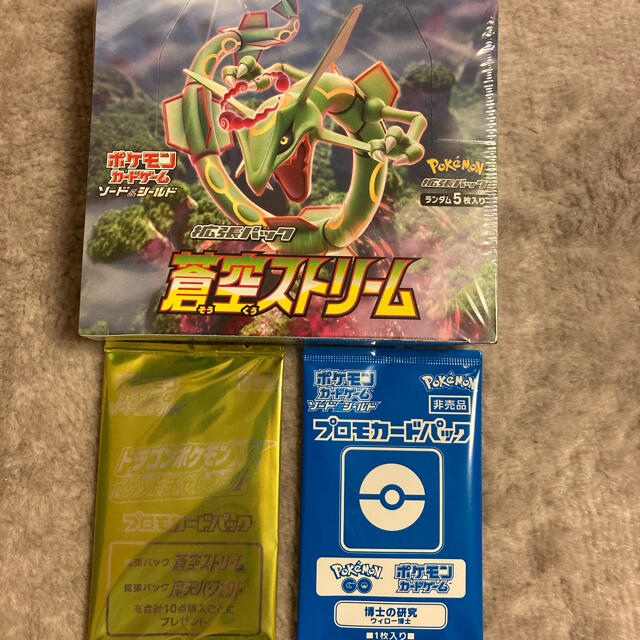 ポケモン
カードゲーム
ソード&シールド
Pokémon
拡張パック
ランダム5枚入り
拡張パック
蒼空ストリーム
そうくう
ドラゴンポケモン
プロモカードパック
拡張パック 蒼空ストリーム
拡張パック 摩天パーフェクト
を合計10点購入ごとに
プレゼント
ポケモン
カードゲーム
ソード&シールド
Pokémon
非売品
プロモカードパック
Pokémon
GO
ポケモン
カードゲーム
博士の研究
ウィロー博士
■1枚入り■